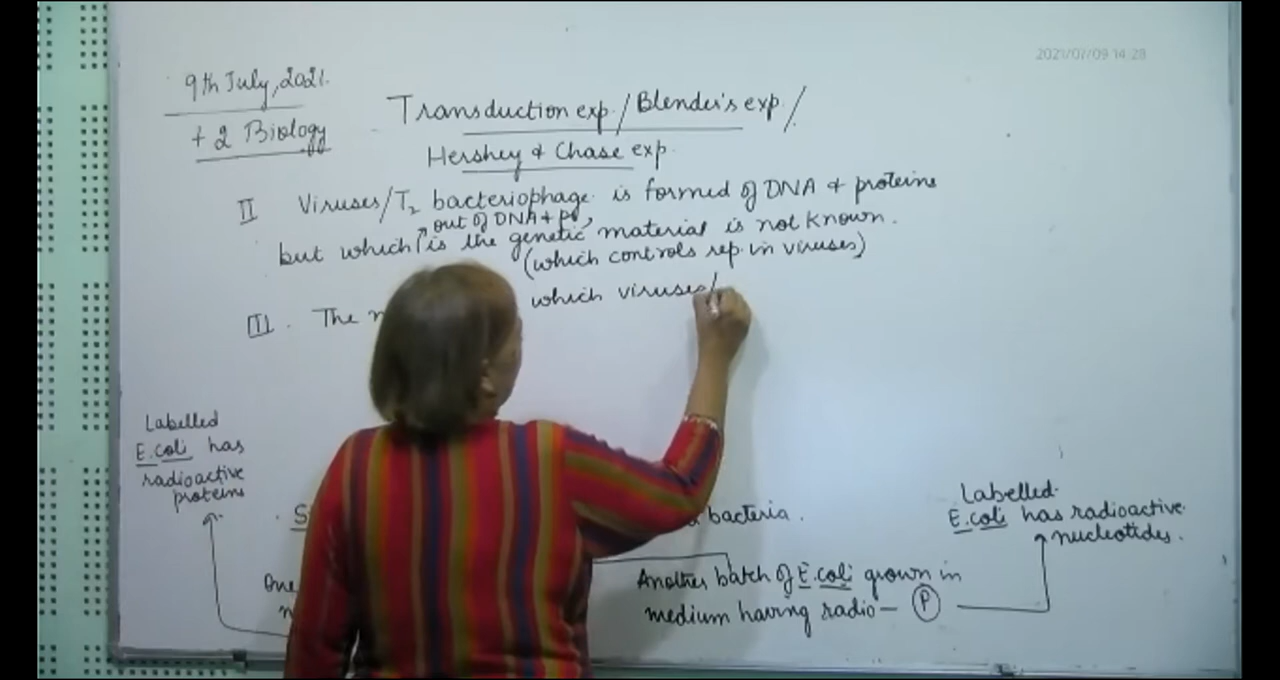 2021/07/09 14:28
9th July, 2021.
+ 2 Biology
Transduction exp./Blender's exp./
Hershey & Chase exp.
II Viruses/T2 bacteriophage is formed of DNA & proteins
out of DNA + pr,
but which is the genetic material is not known.
(which controls rep. in viruses)
III. The which viruses/
Labelled
E.coli has
radioactive
proteins
bacteria.
Another batch of E.coli grown in
medium having radio- P
Labelled
E.coli has radioactive
nucleotides.